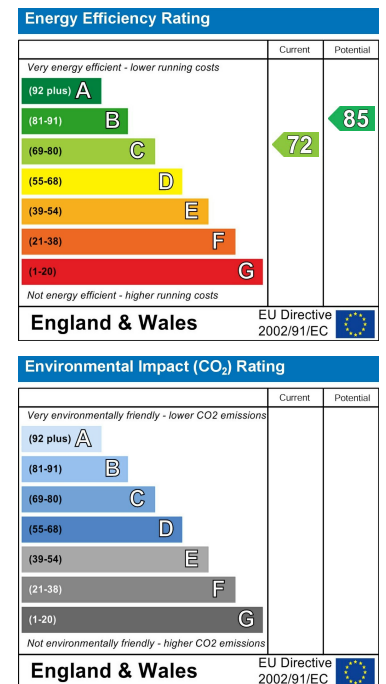 Energy Efficiency Rating
Current Potential
Very energy efficient - lower running costs
(92 plus) A
(81-91) B
85
(69-80) C
72
(55-68) D
(39-54) E
(21-38) F
(1-20) G
Not energy efficient - higher running costs
England & Wales
EU Directive
2002/91/EC
Environmental Impact (CO₂) Rating
Current Potential
Very environmentally friendly - lower CO2 emissions
(92 plus) A
(81-91) B
(69-80) C
(55-68) D
(39-54) E
(21-38) F
(1-20) G
Not environmentally friendly - higher CO2 emissions
England & Wales
EU Directive
2002/91/EC